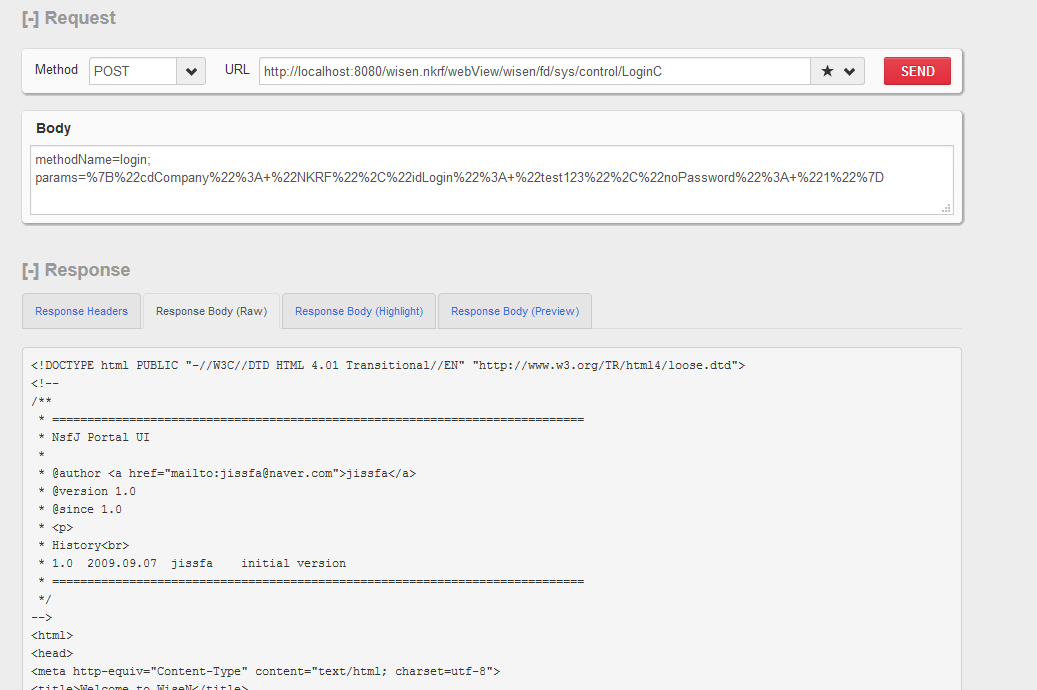 [-] Request
Method POST URL http://localhost:8080/wisen.nkrf/webView/wisen/fd/sys/control/LoginC SEND
Body
methodName=login;
params=%7B%22cdCompany%22%3A+%22NKRF%22%2C%22idLogin%22%3A+%22test123%22%2C%22noPassword%22%3A+%221%22%7D
[-] Response
Response Headers Response Body (Raw) Response Body (Highlight) Response Body (Preview)
<!DOCTYPE html PUBLIC "-//W3C//DTD HTML 4.01 Transitional//EN" "http://www.w3.org/TR/html4/loose.dtd">
<!--
/**
 * ============================================================================
 * NsfJ Portal UI
 *
 * @author <a href="mailto:jissfa@naver.com">jissfa</a>
 * @version 1.0
 * @since 1.0
 * <p>
 * History<br>
 * 1.0  2009.09.07  jissfa    initial version
 * ============================================================================
 */
-->
<html>
<head>
<meta http-equiv="Content-Type" content="text/html; charset=utf-8">
<title>Welcome to WiseN</title>